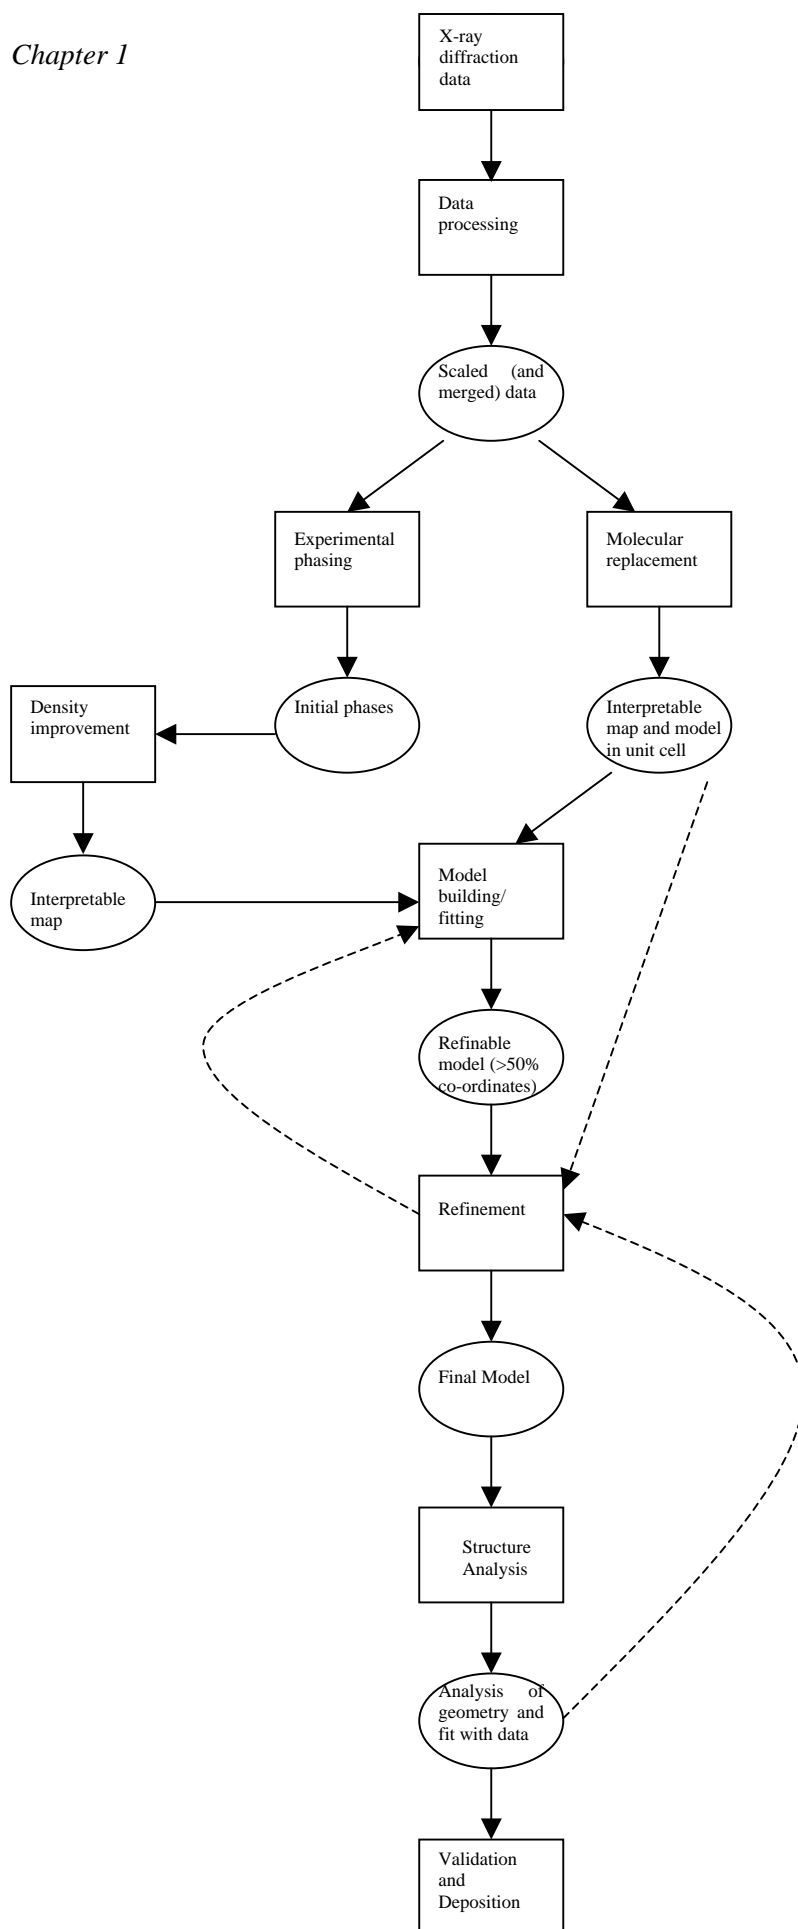 Chapter 1
X-ray
diffraction
data
Data
processing
Scaled (and
merged) data
Experimental
phasing
Molecular
replacement
Density
improvement
Initial phases
Interpretable
map and model
in unit cell
Interpretable
map
Model
building/
fitting
Refinable
model (>50%
co-ordinates)
Refinement
Final Model
Structure
Analysis
Analysis of
geometry and
fit with data
Validation
and
Deposition